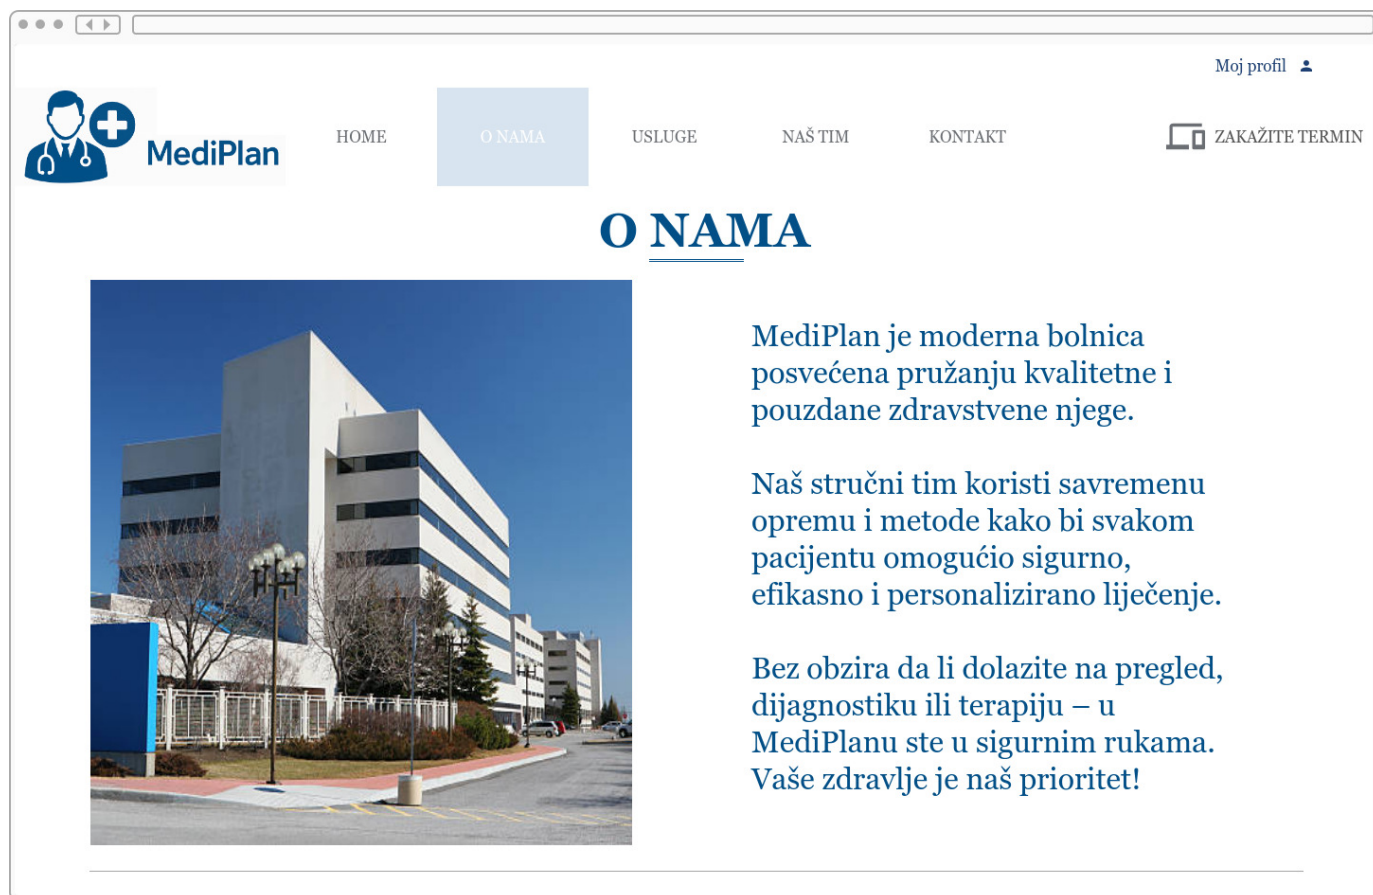 Moj profil
MediPlan
HOME
O NAMA
USLUGE
NAŠ TIM
KONTAKT
ZAKAŽITE TERMIN
O NAMA
MediPlan je moderna bolnica
posvećena pružanju kvalitetne i
pouzdane zdravstvene njege.
Naš stručni tim koristi savremenu
opremu i metode kako bi svakom
pacijentu omogućio sigurno,
efikasno i personalizirano liječenje.
Bez obzira da li dolazite na pregled,
dijagnostiku ili terapiju – u
MediPlanu ste u sigurnim rukama.
Vaše zdravlje je naš prioritet!